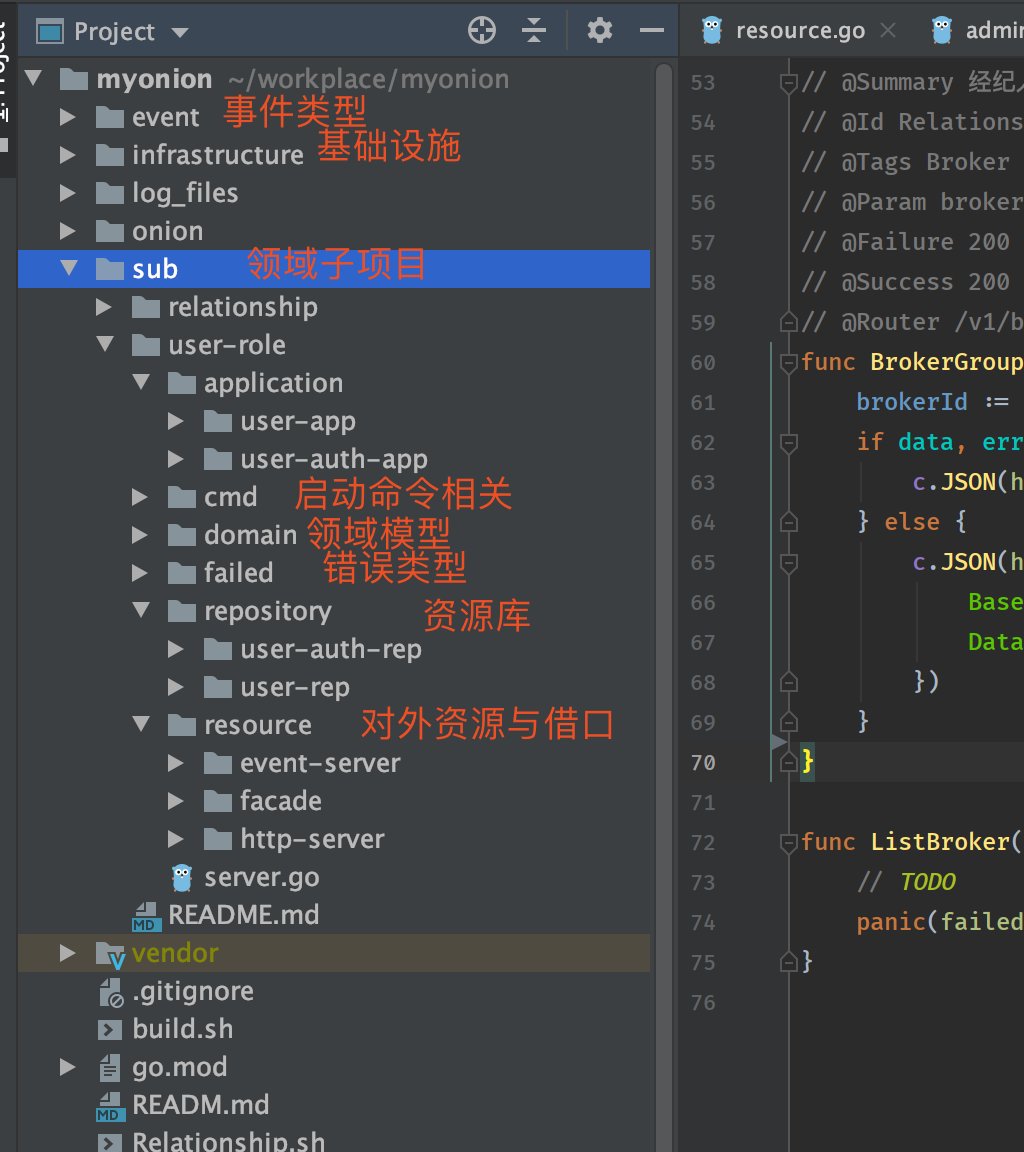 Project
resource.go
myonion ~/workplace/myonion
event 事件类型
infrastructure 基础设施
log_files
onion
sub 领域子项目
relationship
user-role
application
user-app
user-auth-app
cmd 启动命令相关
domain 领域模型
failed 错误类型
repository 资源库
user-auth-rep
user-rep
resource 对外资源与借口
event-server
facade
http-server
server.go
README.md
vendor
.gitignore
build.sh
go.mod
READM.md
Relationship.sh
53 // @Summary 经纪
54 // @Id Relations
55 // @Tags Broker
56 // @Param broker
57 // @Failure 200
58 // @Success 200
59 // @Router /v1/b
60 func BrokerGroup
61 brokerId :=
62 if data, err
63 c.JSON(h
64 } else {
65 c.JSON(h
66 Base
67 Data
68 })
69 }
70 }
71
72 func ListBroker(
73 // TODO
74 panic(failed
75 }
76